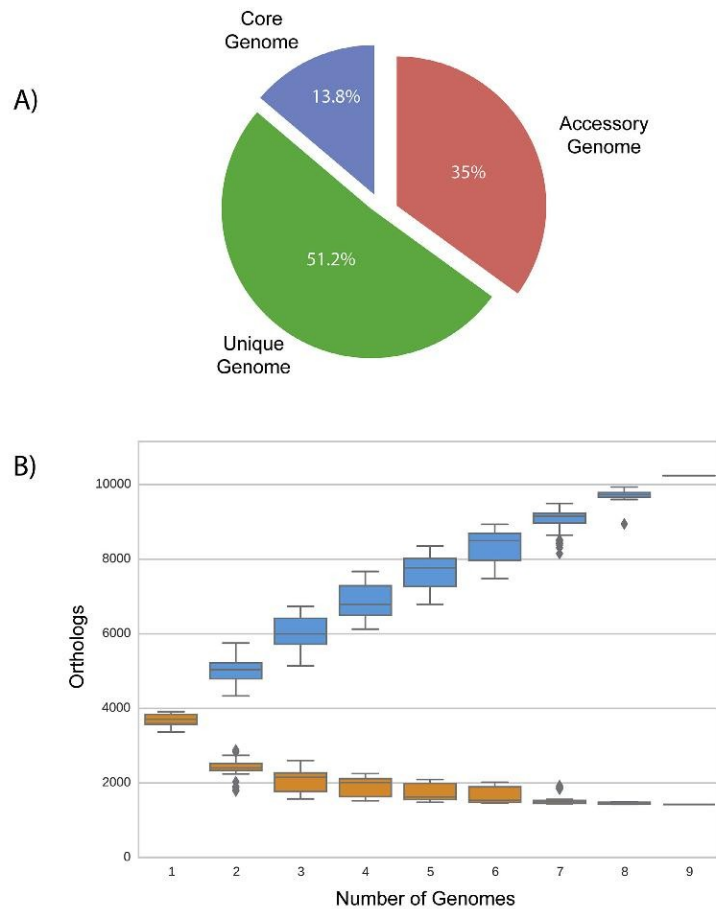 Core
Genome
A)
13.8%
Accessory
Genome
35%
51.2%
Unique
Genome
B)
10000
8000
6000
4000
2000
0
Orthologs
1 2 3 4 5 6 7 8 9
Number of Genomes